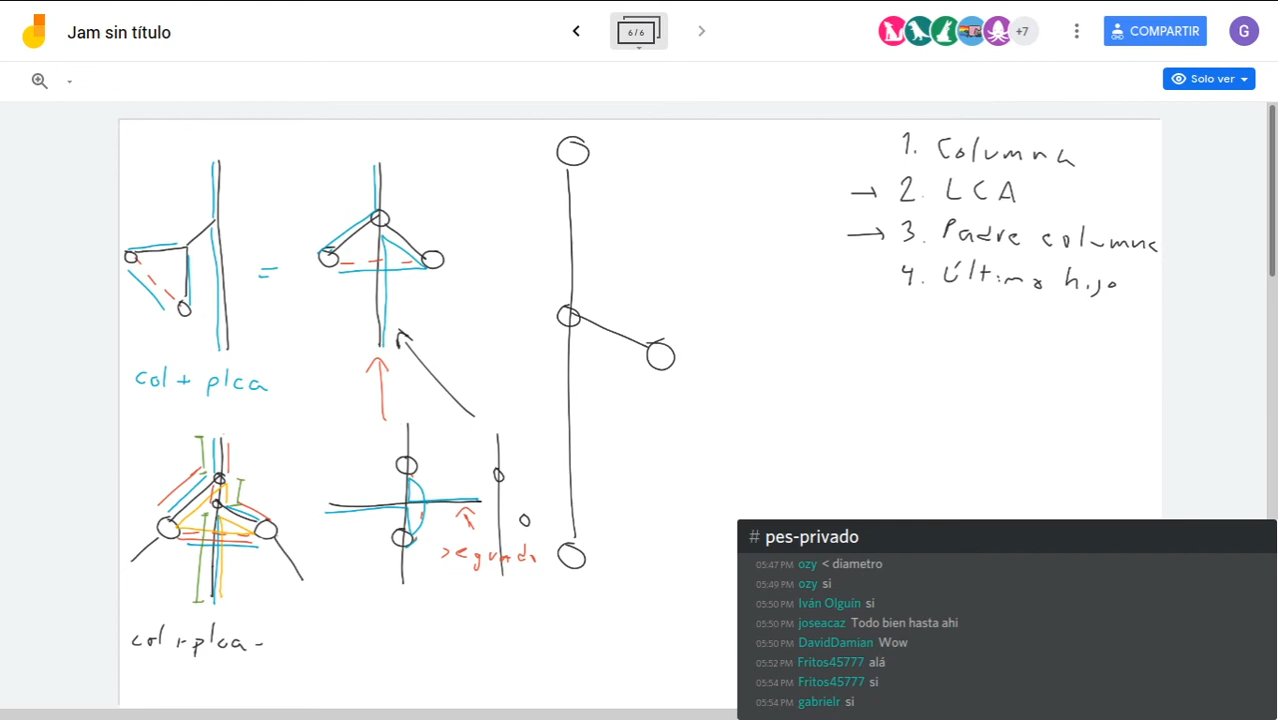 Jam sin título
6 / 6
+7
COMPARTIR
G
Solo ver
1. Columna
→ 2. LCA
→ 3. Padre columna
4. Último hijo
=
col + plca
segundo
col + plca -
# pes-privado
05:47 PM ozy < diametro
05:49 PM ozy si
05:50 PM Iván Olguín si
05:50 PM joseacaz Todo bien hasta ahi
05:50 PM DavidDamian Wow
05:52 PM Fritos45777 alá
05:54 PM Fritos45777 si
05:54 PM gabrielr si